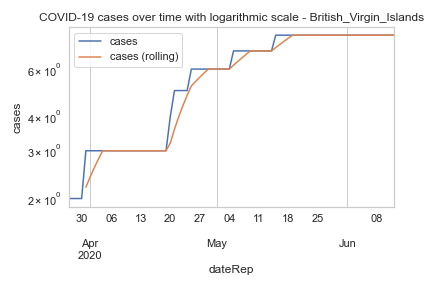 COVID-19 cases over time with logarithmic scale - British_Virgin_Islands
cases
cases (rolling)
6 × 10⁰
4 × 10⁰
3 × 10⁰
2 × 10⁰
cases
30 06 13 20 27 04 11 18 25 08
Apr May Jun
2020
dateRep